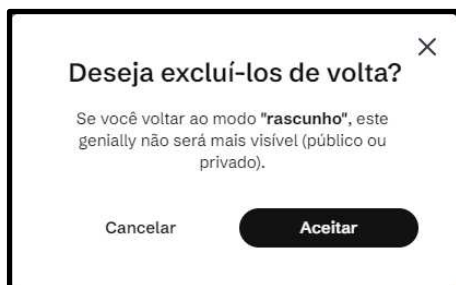 Deseja excluí-los de volta?
Se você voltar ao modo "rascunho", este
genially não será mais visível (público ou
privado).
Cancelar
Aceitar